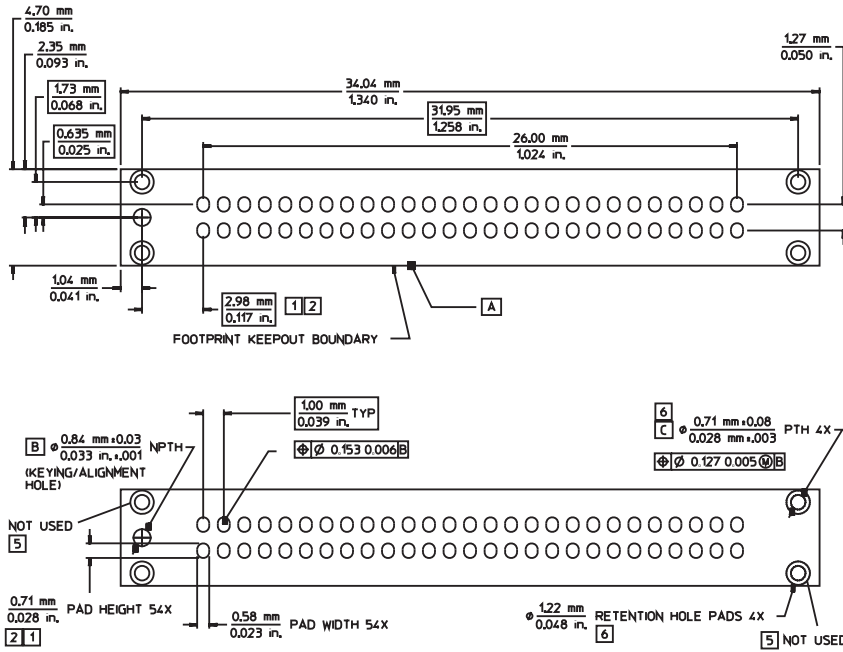 4.70 mm
0.185 in.
2.35 mm
0.093 in.
1.73 mm
0.068 in.
0.635 mm
0.025 in.
34.04 mm
1.340 in.
31.95 mm
1.258 in.
26.00 mm
1.024 in.
1.27 mm
0.050 in.
1.04 mm
0.041 in.
2.98 mm
0.117 in.
1 2
A
FOOTPRINT KEEPOUT BOUNDARY
1.00 mm
0.039 in.
TYP
⌖ Ø 0.153 0.006 B
B ø 0.84 mm±0.03
0.033 in.±.001
NPTH
(KEYING/ALIGNMENT
HOLE)
NOT USED
5
6
C ø 0.71 mm±0.08
0.028 mm±.003
PTH 4X
⌖ Ø 0.127 0.005 Ⓜ B
0.71 mm
0.028 in.
PAD HEIGHT 54X
2 1
0.58 mm
0.023 in.
PAD WIDTH 54X
ø 1.22 mm
0.048 in.
RETENTION HOLE PADS 4X
6
5 NOT USED